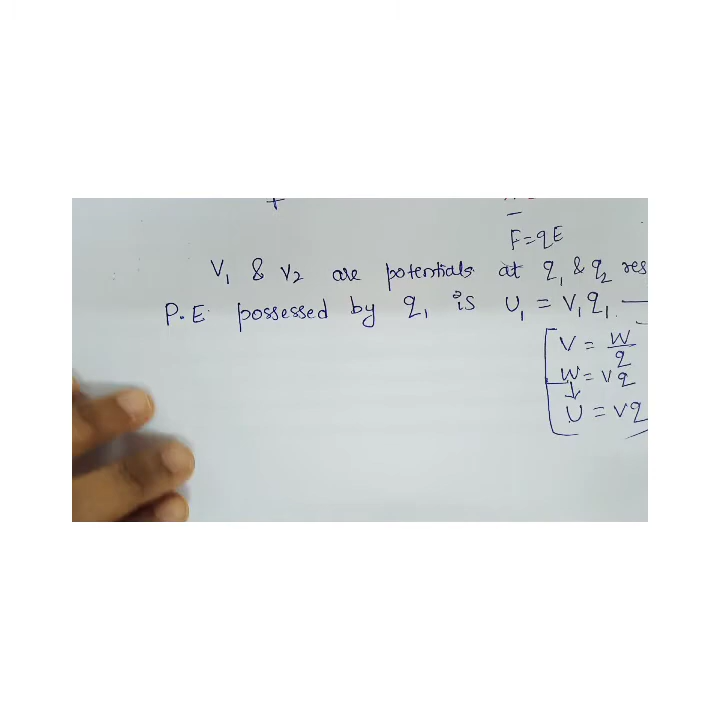 F=qE
V₁ & V₂ are potentials at q₁ & q₂ res
P.E. possessed by q₁ is U₁ = V₁q₁.
V = W/q
W = Vq
↓
U = Vq